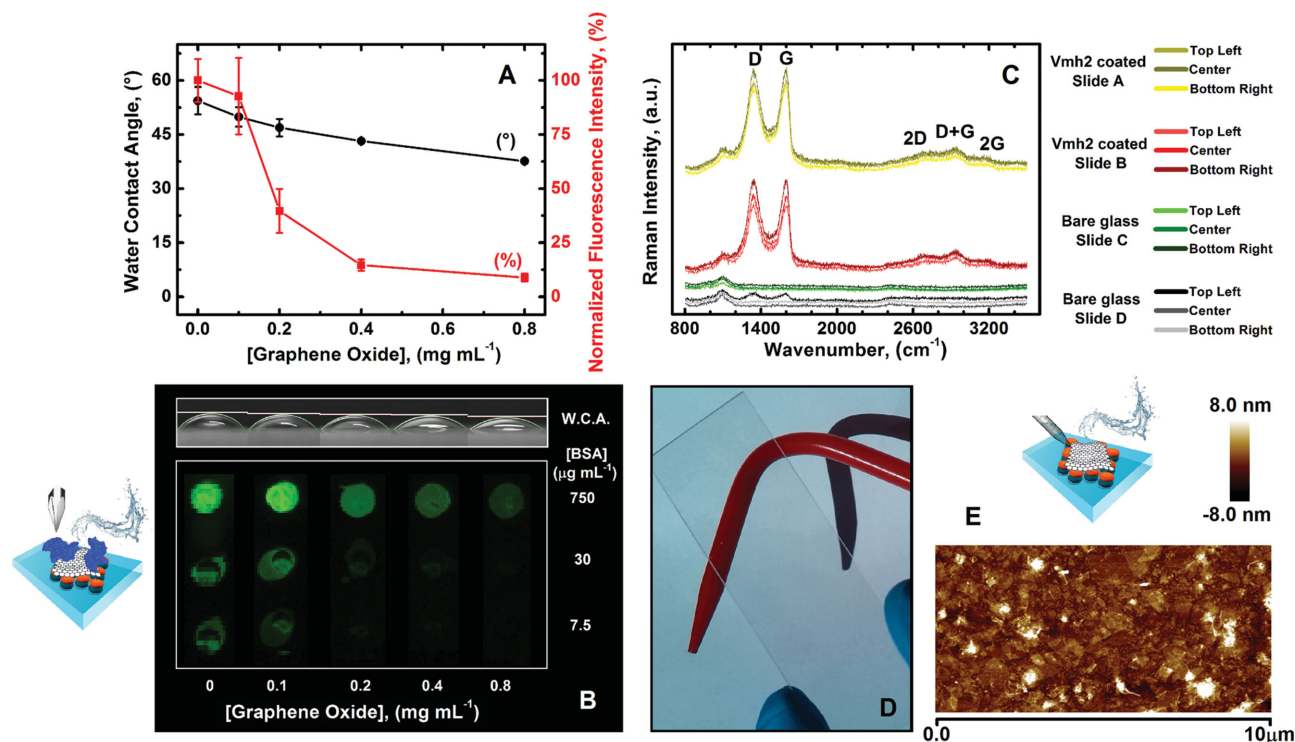 A
Water Contact Angle, (°)
60
45
30
15
0
Normalized Fluorescence Intensity, (%)
100
75
50
25
0
(°)
(%)
0.0 0.2 0.4 0.6 0.8
[Graphene Oxide], (mg mL-1)
C
Raman Intensity, (a.u.)
D G
2D D+G 2G
800 1400 2000 2600 3200
Wavenumber, (cm-1)
Vmh2 coated
Slide A
Top Left
Center
Bottom Right
Vmh2 coated
Slide B
Top Left
Center
Bottom Right
Bare glass
Slide C
Top Left
Center
Bottom Right
Bare glass
Slide D
Top Left
Center
Bottom Right
W.C.A.
[BSA]
(µg mL-1)
750
30
7.5
0 0.1 0.2 0.4 0.8
[Graphene Oxide], (mg mL-1)
B
D
E
8.0 nm
-8.0 nm
0.0 10µm